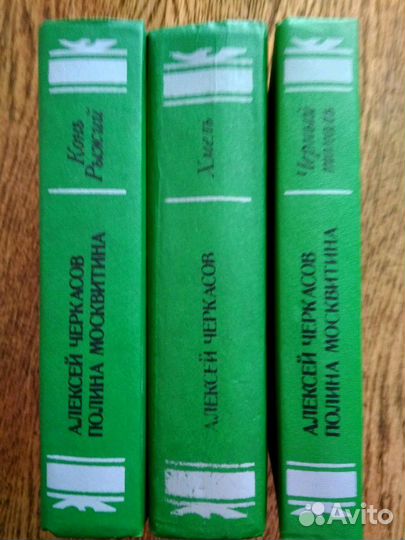 Конь
Рыжий
АЛЕКСЕЙ ЧЕРКАСОВ
ПОЛИНА МОСКВИТИНА
Хмель
АЛЕКСЕЙ ЧЕРКАСОВ
Черный
тополь
АЛЕКСЕЙ ЧЕРКАСОВ
ПОЛИНА МОСКВИТИНА
Avito